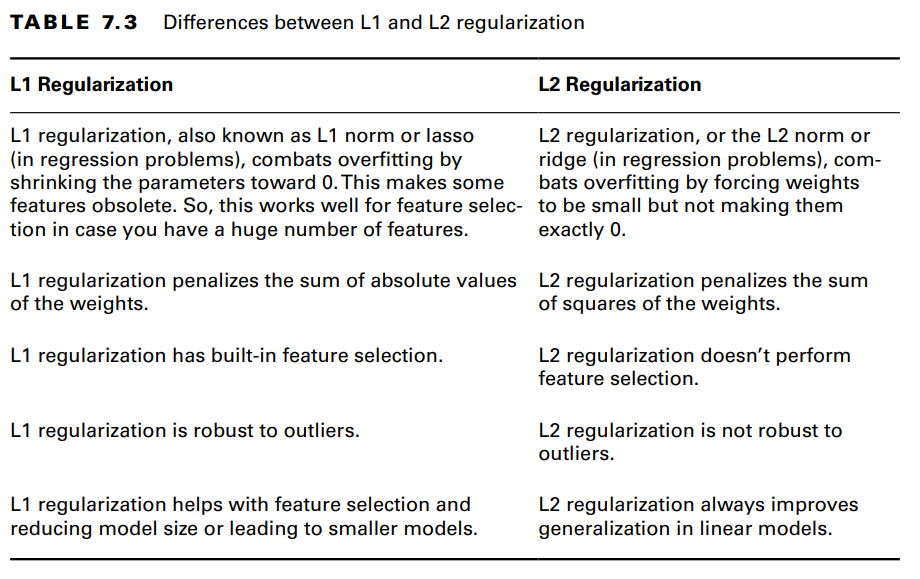 TABLE 7.3 Differences between L1 and L2 regularization
L1 Regularization
L2 Regularization
L1 regularization, also known as L1 norm or lasso
(in regression problems), combats overfitting by
shrinking the parameters toward 0. This makes some
features obsolete. So, this works well for feature selec-
tion in case you have a huge number of features.
L2 regularization, or the L2 norm or
ridge (in regression problems), com-
bats overfitting by forcing weights
to be small but not making them
exactly 0.
L1 regularization penalizes the sum of absolute values
of the weights.
L2 regularization penalizes the sum
of squares of the weights.
L1 regularization has built-in feature selection.
L2 regularization doesn’t perform
feature selection.
L1 regularization is robust to outliers.
L2 regularization is not robust to
outliers.
L1 regularization helps with feature selection and
reducing model size or leading to smaller models.
L2 regularization always improves
generalization in linear models.